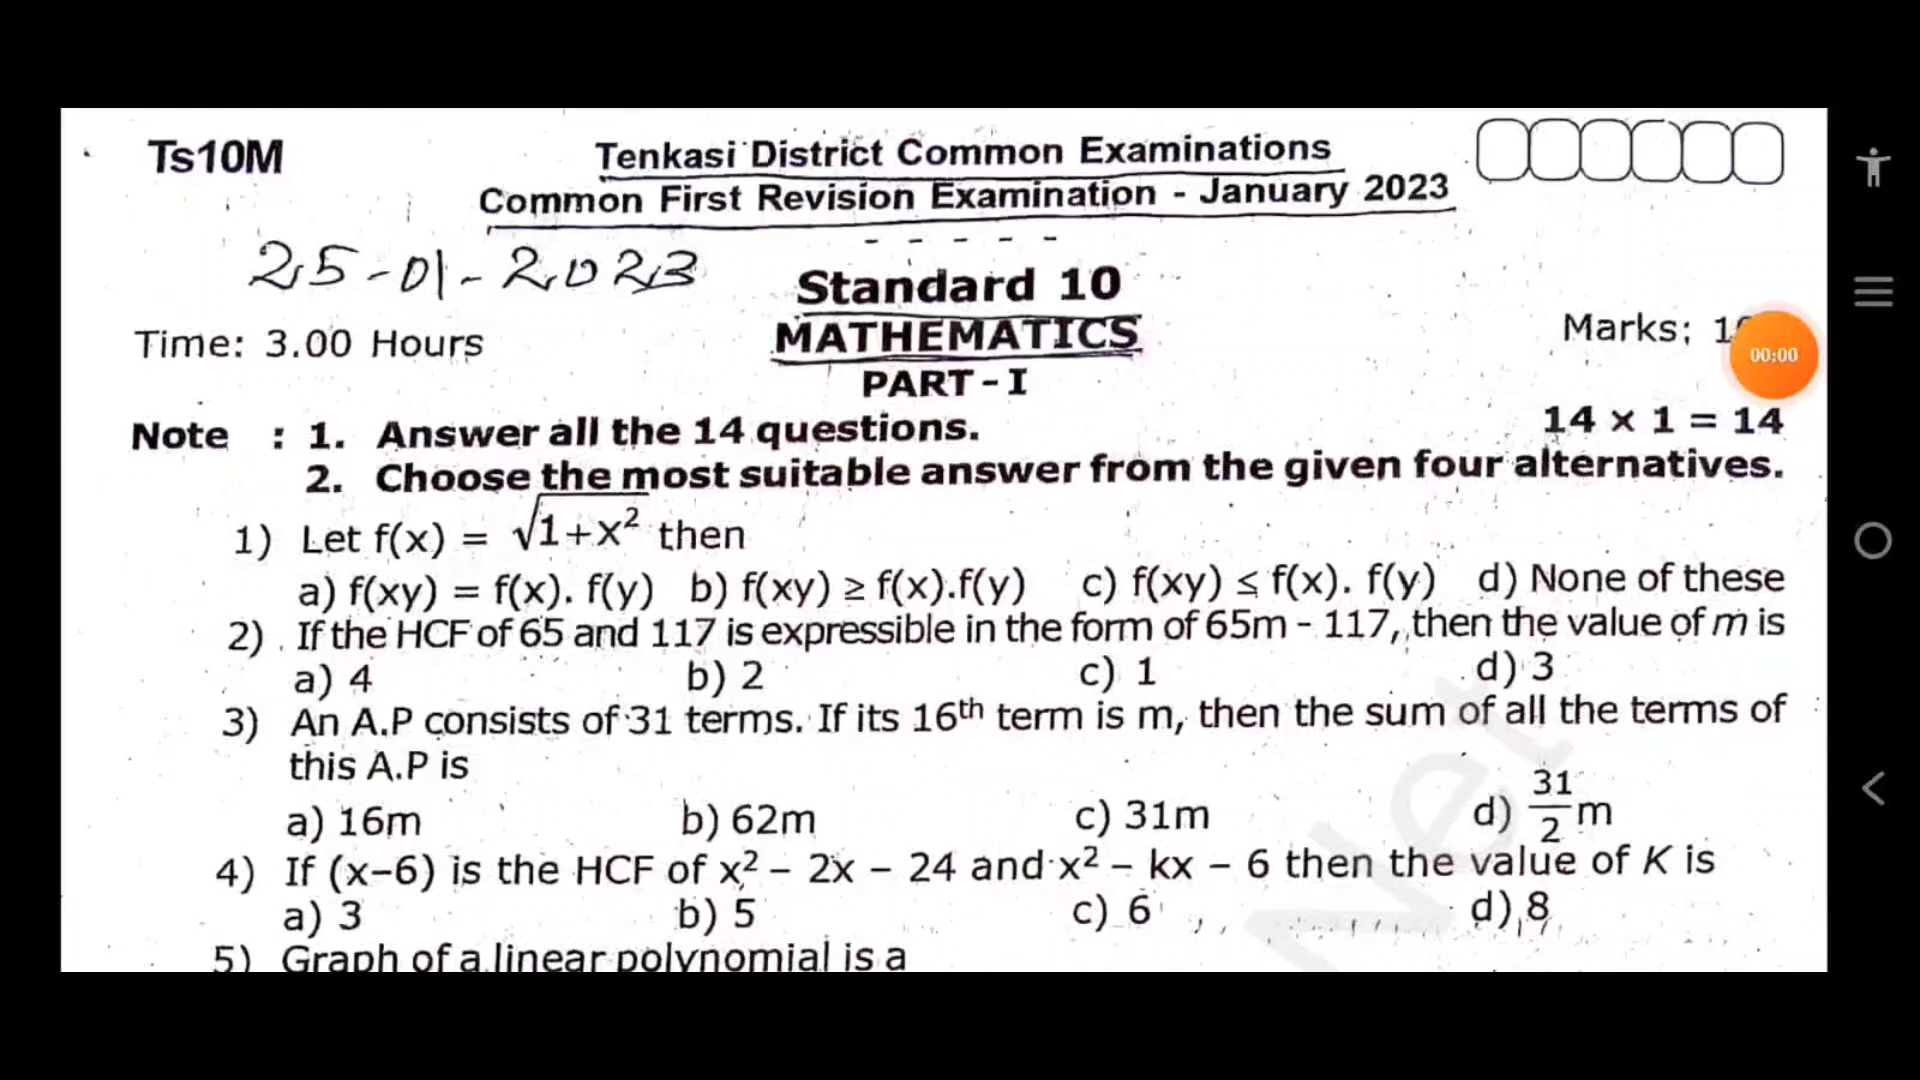 Ts10M
Tenkasi District Common Examinations
Common First Revision Examination - January 2023
- - - - -
25-01-2023
Standard 10
Time: 3.00 Hours
MATHEMATICS
Marks;
00:00
PART - I
14 x 1 = 14
Note : 1. Answer all the 14 questions.
2. Choose the most suitable answer from the given four alternatives.
1) Let f(x) = √1+x² then
a) f(xy) = f(x). f(y) b) f(xy) ≥ f(x).f(y) c) f(xy) ≤ f(x). f(y) d) None of these
2) If the HCF of 65 and 117 is expressible in the form of 65m - 117, then the value of m is
a) 4 b) 2 c) 1 d) 3
3) An A.P consists of 31 terms. If its 16th term is m, then the sum of all the terms of
this A.P is
a) 16m b) 62m c) 31m d) 31/2 m
4) If (x-6) is the HCF of x² - 2x - 24 and x² - kx - 6 then the value of K is
a) 3 b) 5 c) 6 d) 8
5) Graph of a linear polynomial is a
Net